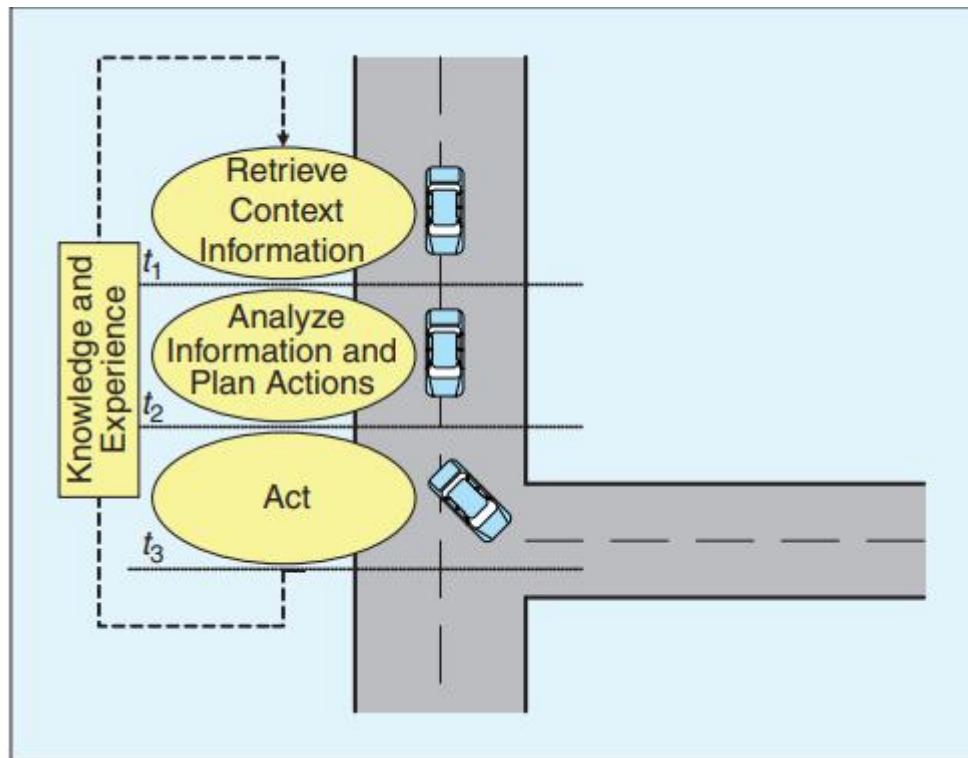 Retrieve
Context
Information
t1
Analyze
Information and
Plan Actions
t2
Act
t3
Knowledge and
Experience